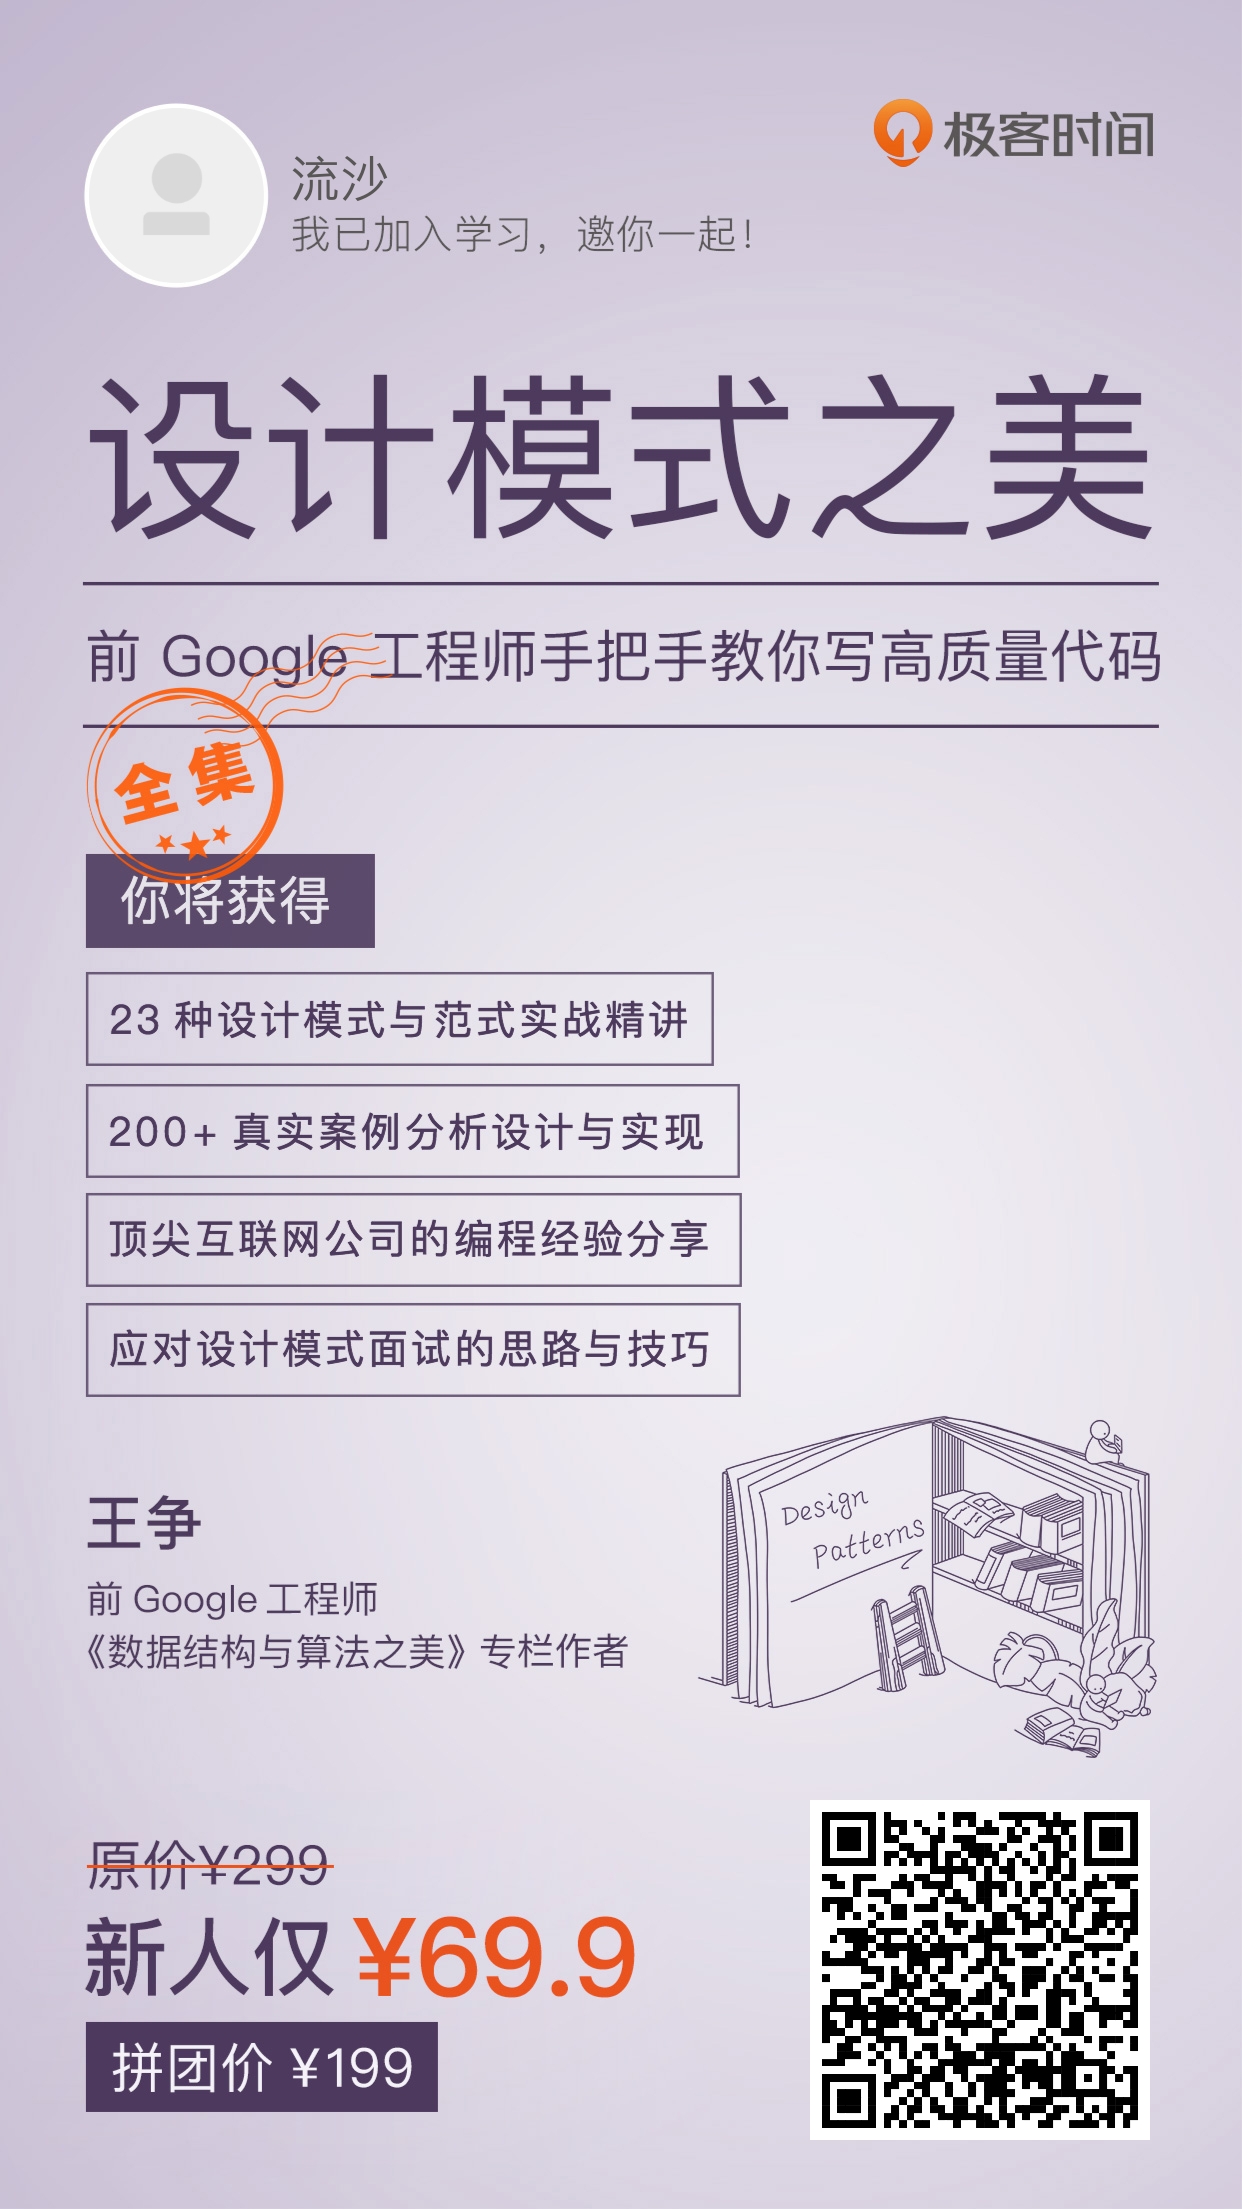 极客时间
流沙
我已加入学习，邀你一起！
设计模式之美
前 Google 工程师手把手教你写高质量代码
全集
你将获得
23 种设计模式与范式实战精讲
200+ 真实案例分析设计与实现
顶尖互联网公司的编程经验分享
应对设计模式面试的思路与技巧
Design
Patterns
王争
前 Google 工程师
《数据结构与算法之美》专栏作者
原价¥299
新人仅 ¥69.9
拼团价 ¥199